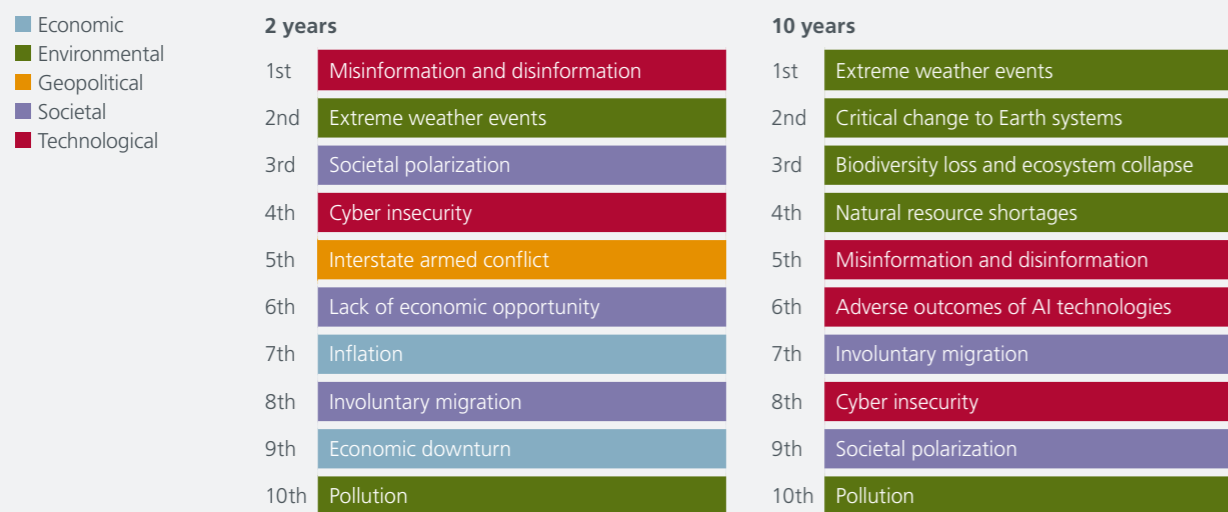 Economic
Environmental
Geopolitical
Societal
Technological
2 years
1st Misinformation and disinformation
2nd Extreme weather events
3rd Societal polarization
4th Cyber insecurity
5th Interstate armed conflict
6th Lack of economic opportunity
7th Inflation
8th Involuntary migration
9th Economic downturn
10th Pollution
10 years
1st Extreme weather events
2nd Critical change to Earth systems
3rd Biodiversity loss and ecosystem collapse
4th Natural resource shortages
5th Misinformation and disinformation
6th Adverse outcomes of AI technologies
7th Involuntary migration
8th Cyber insecurity
9th Societal polarization
10th Pollution